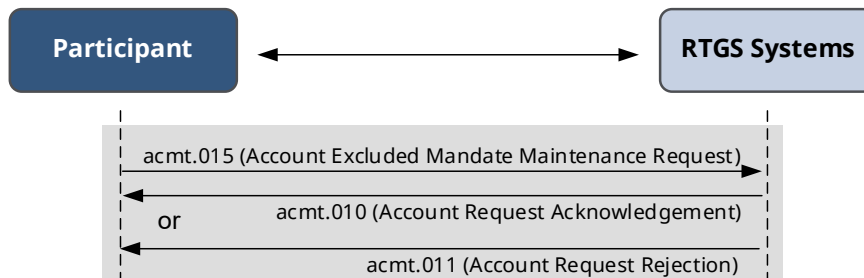 Participant
RTGS Systems
acmt.015 (Account Excluded Mandate Maintenance Request)
acmt.010 (Account Request Acknowledgement)
or
acmt.011 (Account Request Rejection)